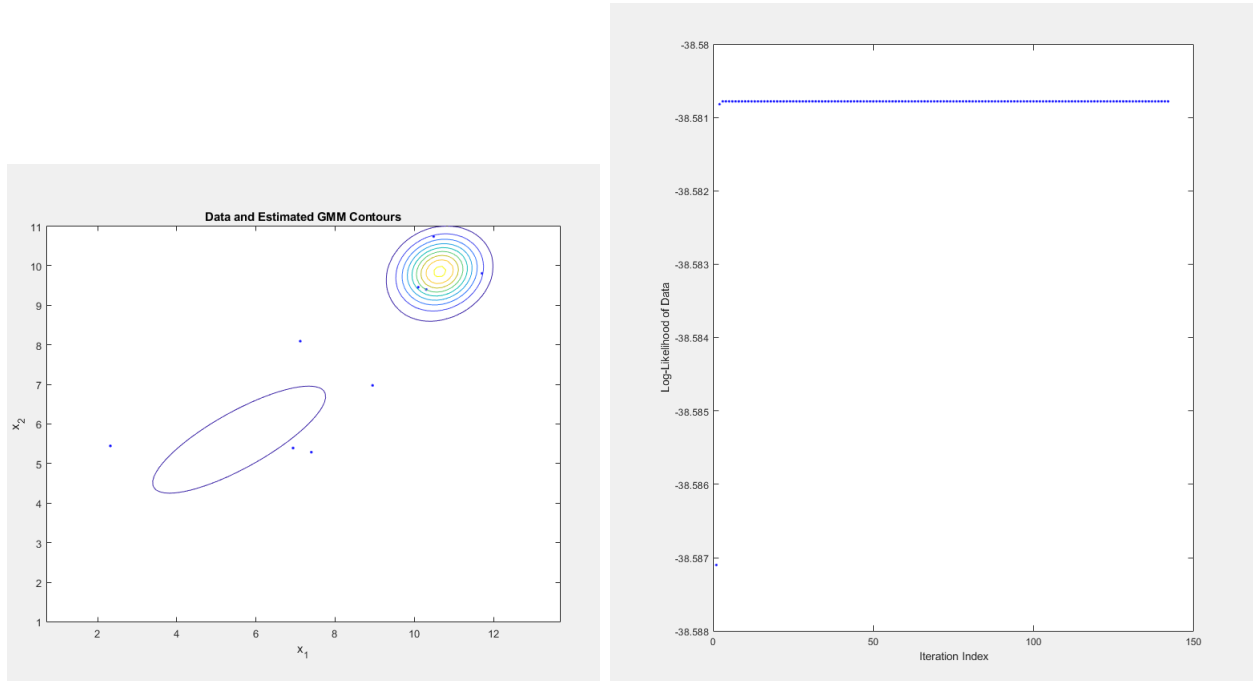 Data and Estimated GMM Contours
11
10
9
8
7
6
5
4
3
2
1
x_2
2 4 6 8 10 12
x_1
-38.58
-38.581
-38.582
-38.583
-38.584
-38.585
-38.586
-38.587
-38.588
Log-Likelihood of Data
0 50 100 150
Iteration Index